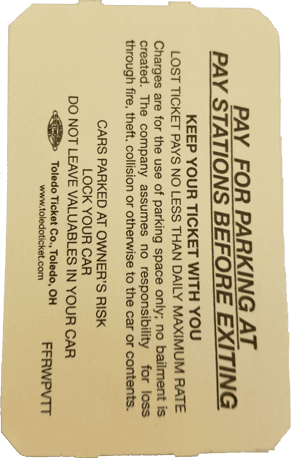 PAY FOR PARKING AT
PAY STATIONS BEFORE EXITING
KEEP YOUR TICKET WITH YOU
LOST TICKET PAYS NO LESS THAN DAILY MAXIMUM RATE
Charges are for the use of parking space only; no bailment is
created. The company assumes no responsibility for loss
through fire, theft, collision or otherwise to the car or contents.
CARS PARKED AT OWNER'S RISK
LOCK YOUR CAR
DO NOT LEAVE VALUABLES IN YOUR CAR
Toledo Ticket Co., Toledo, OH
www.toledoticket.com
FFRWPVTT